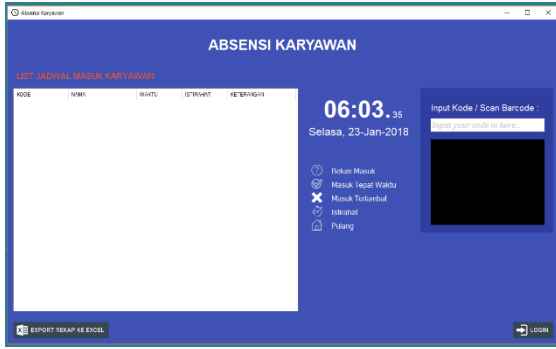 Absensi Karyawan
ABSENSI KARYAWAN
LIST JADWAL MASUK KARYAWAN
KODE NAMA WAKTU ISTIRAHAT KETERANGAN
06:03.35
Selasa, 23-Jan-2018
Belum Masuk
Masuk Tepat Waktu
Masuk Terlambat
Istirahat
Pulang
Input Kode / Scan Barcode :
Input your code in here..
EXPORT REKAP KE EXCEL
LOGIN